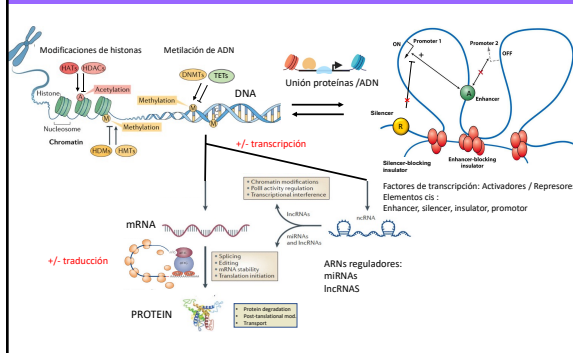 Modificaciones de histonas
Metilación de ADN
HATs
HDACs
Acetylation
A
DNMTs
TETs
Methylation
M
M
DNA
Histone
Nucleosome
Chromatin
M
Methylation
HDMs
HMTs
Unión proteínas /ADN
ON
Promoter 1
+
Promoter 2
OFF
A
Enhancer
Silencer
R
Silencer-blocking
insulator
Enhancer-blocking
insulator
+/- transcripción
Factores de transcripción: Activadores / Represores
Elementos cis :
Enhancer, silencer, insulator, promotor
• Chromatin modifications
• PolII activity regulation
• Transcriptional interference
lncRNAs
ncRNA
mRNA
miRNAs
and lncRNAs
+/- traducción
• Splicing
• Editing
• mRNA stability
• Translation initiation
ARNs reguladores:
miRNAs
lncRNAS
PROTEIN
• Protein degradation
• Post-tanslational mod.
• Transport